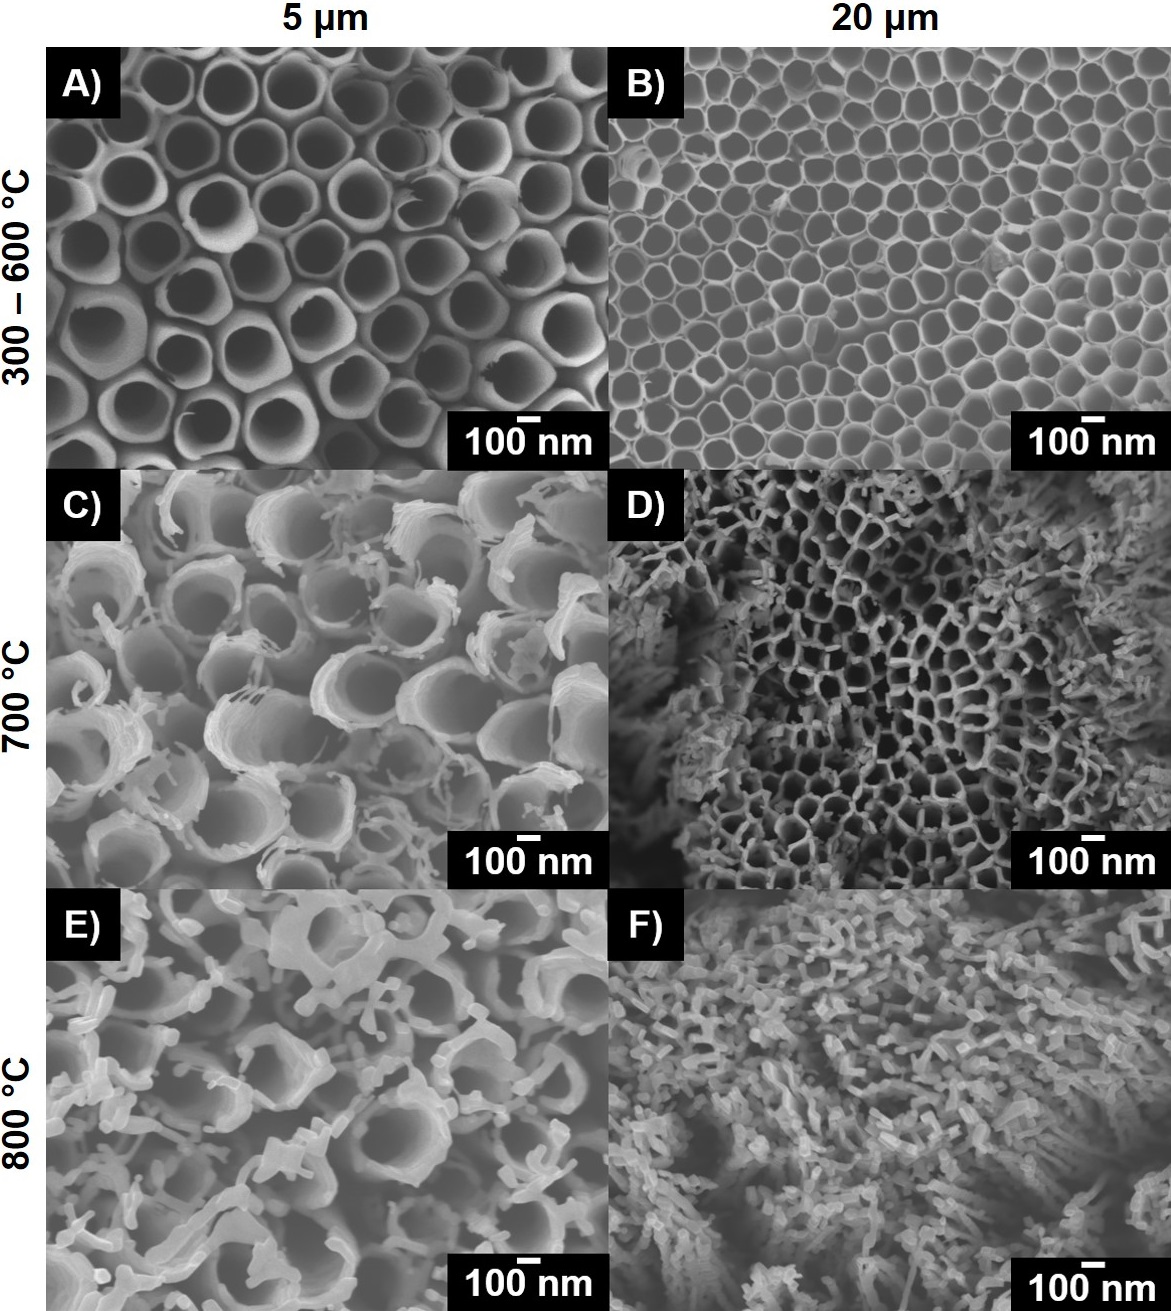 5 µm
20 µm
300 – 600 °C
A)
100 nm
B)
100 nm
700 °C
C)
100 nm
D)
100 nm
800 °C
E)
100 nm
F)
100 nm